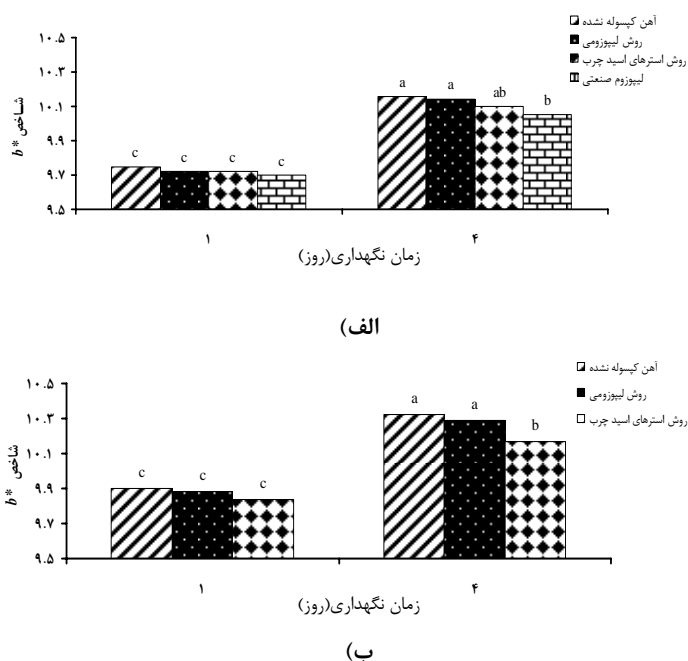 آهن کپسوله نشده
روش لیپوزومی
روش استرهای اسید چرب
لیپوزوم صنعتی
شاخص b*
۱۰.۵
۱۰.۳
۱۰.۱
۹.۹
۹.۷
۹.۵
c c c c
a a ab b
۱ ۴
زمان نگهداری(روز)
الف)
آهن کپسوله نشده
روش لیپوزومی
روش استرهای اسید چرب
شاخص b*
۱۰.۵
۱۰.۳
۱۰.۱
۹.۹
۹.۷
۹.۵
c c c
a a b
۱ ۴
زمان نگهداری(روز)
ب)